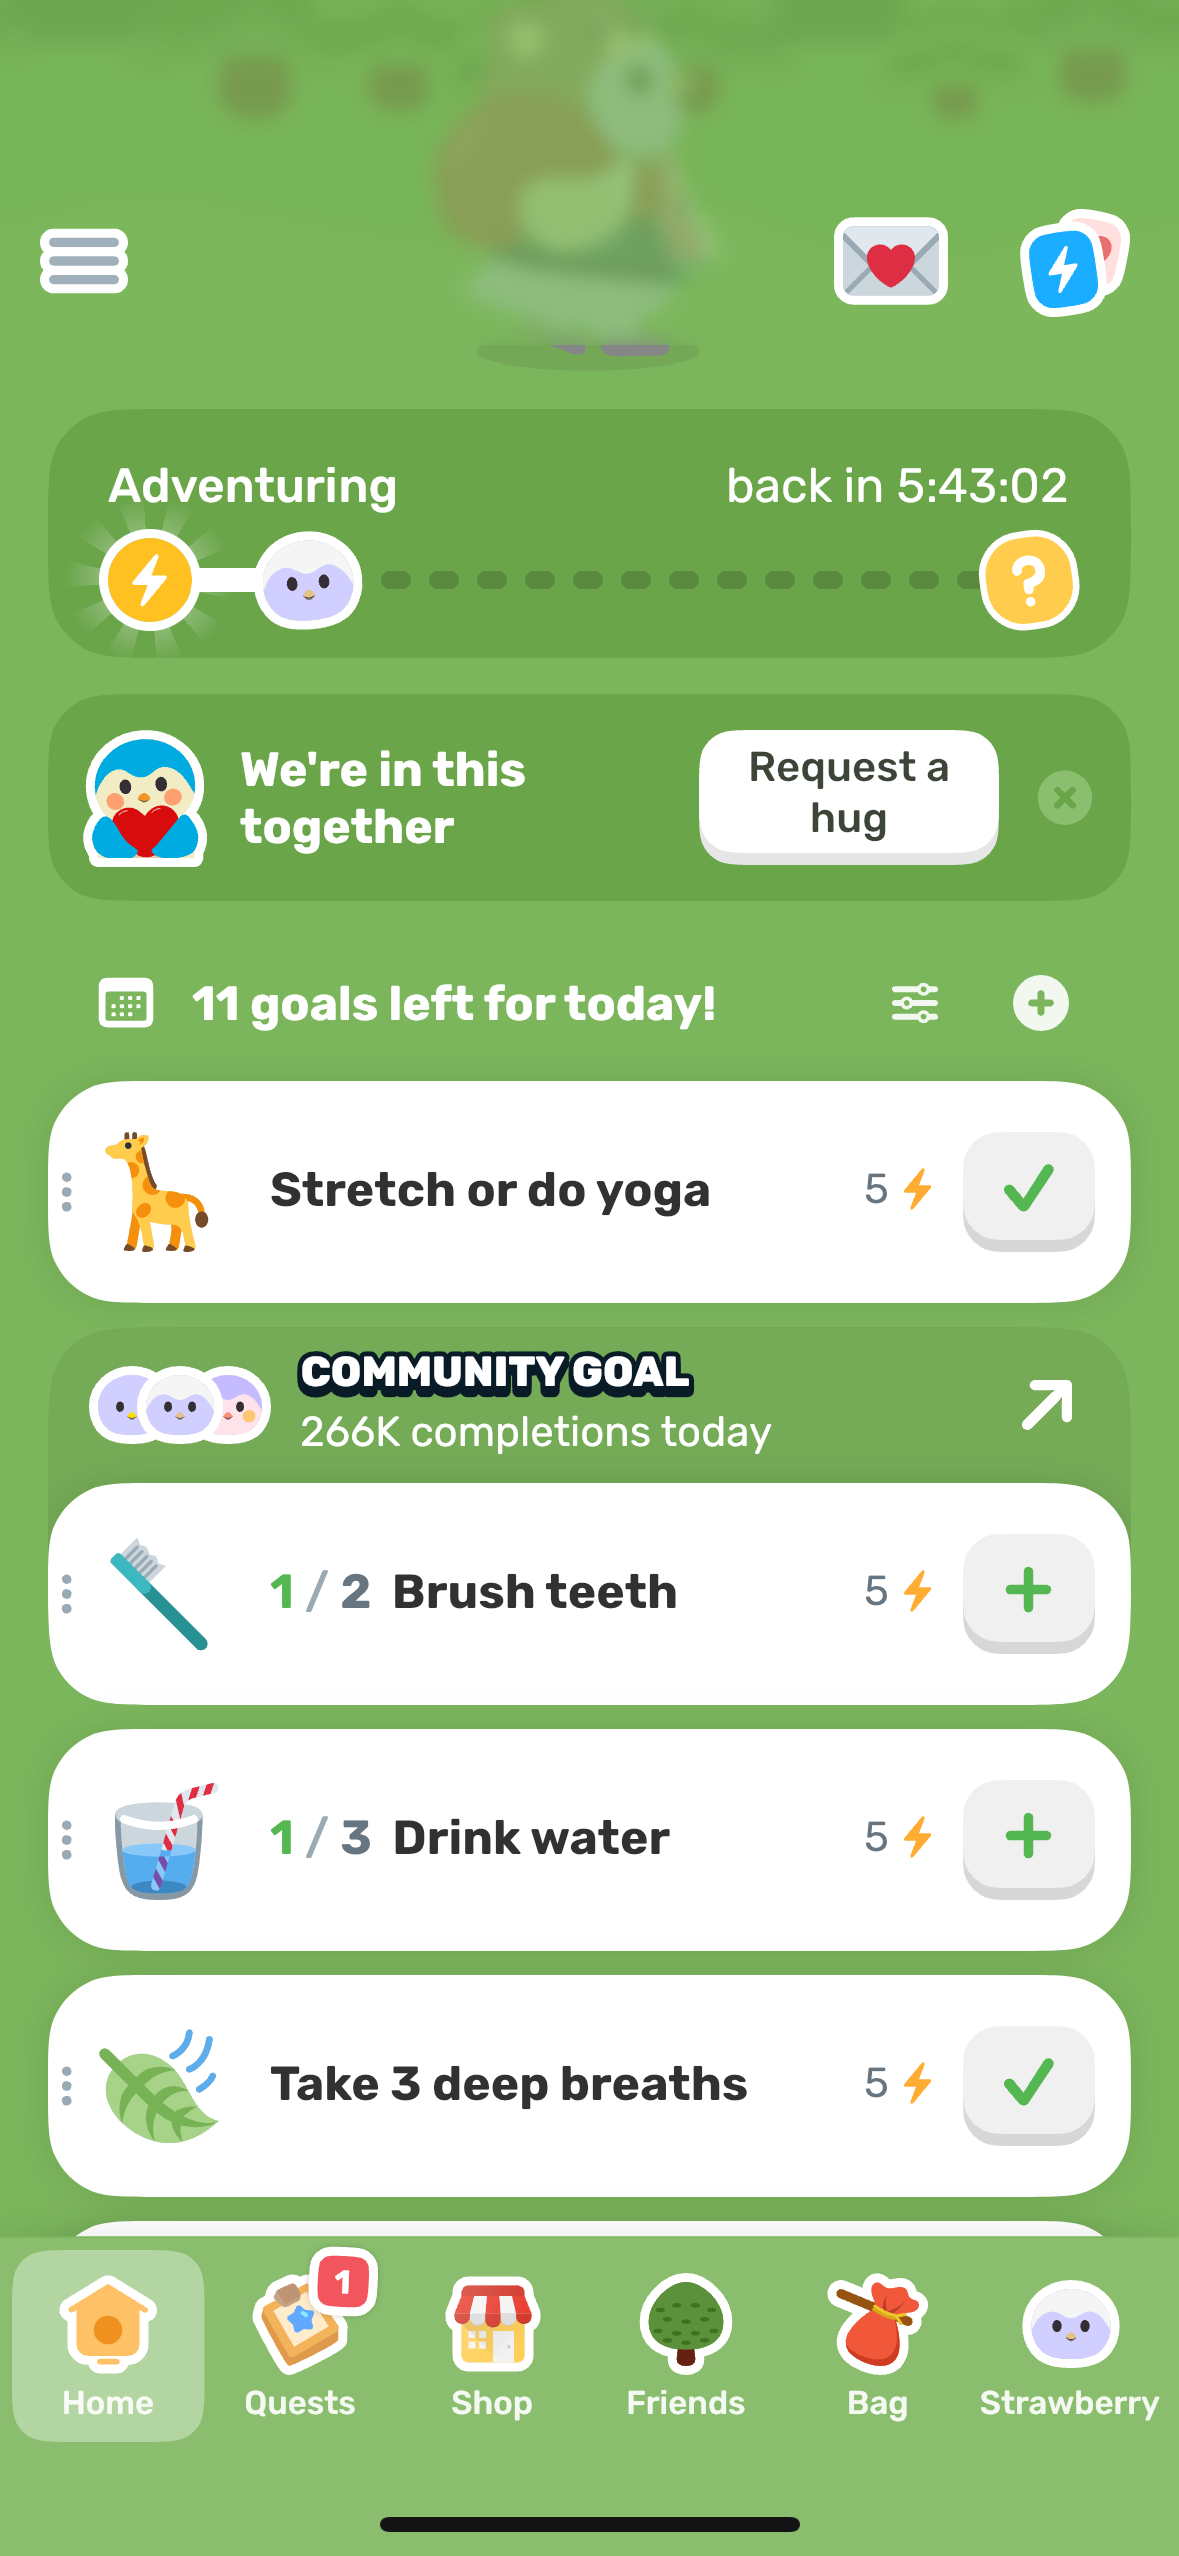 Adventuring
back in 5:43:02
We're in this
together
Request a
hug
11 goals left for today!
Stretch or do yoga
5
COMMUNITY GOAL
266K completions today
1 / 2 Brush teeth
5
1 / 3 Drink water
5
Take 3 deep breaths
5
1
Home
Quests
Shop
Friends
Bag
Strawberry